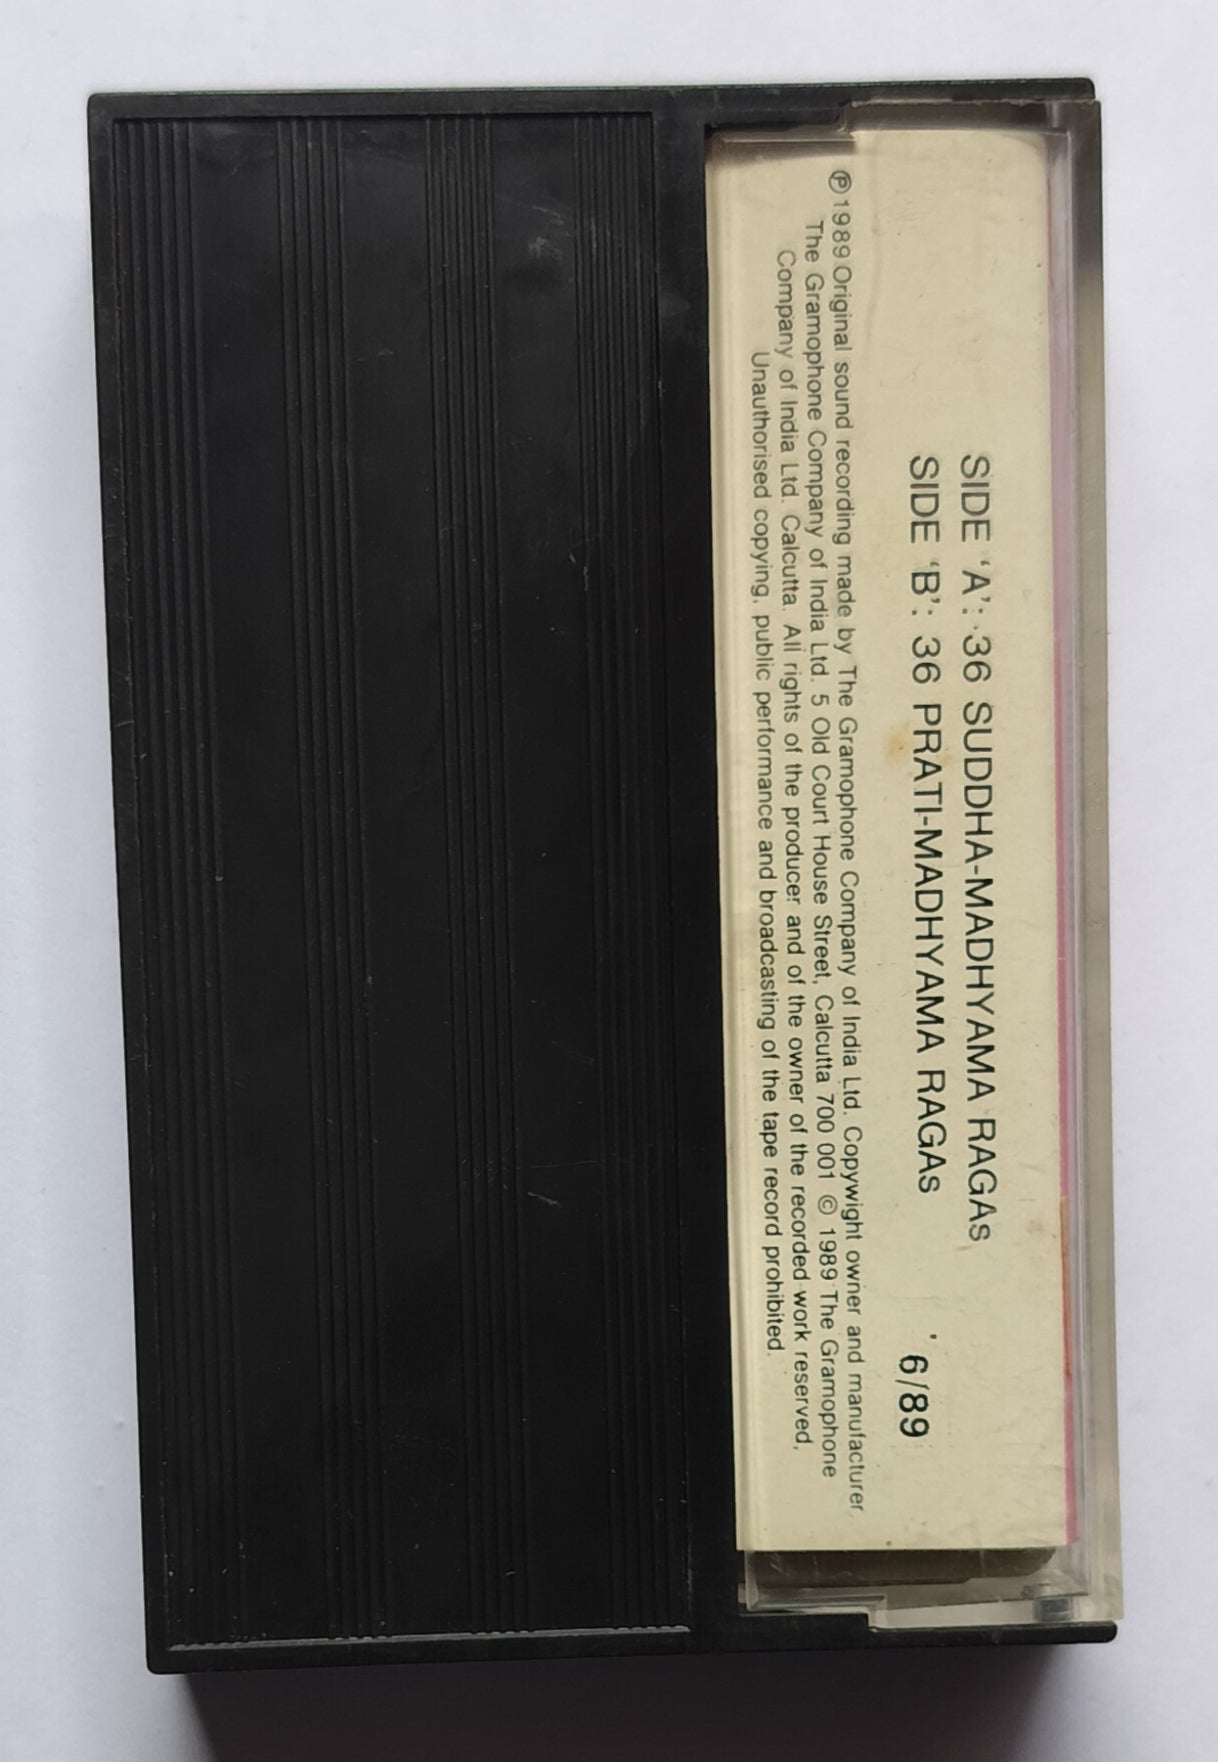 SIDE 'A': 36 SUDDHA-MADHYAMA RAGAs
SIDE 'B': 36 PRATI-MADHYAMA RAGAs
6/89
Ⓟ1989 Original sound recording made by The Gramophone Company of India Ltd. Copywight owner and manufacturer
The Gramophone Company of India Ltd. 5 Old Court House Street, Calcutta 700 001 © 1989 The Gramophone
Company of India Ltd. Calcutta. All rights of the producer and of the owner of the recorded work reserved,
Unauthorised copying, public performance and broadcasting of the tape record prohibited.